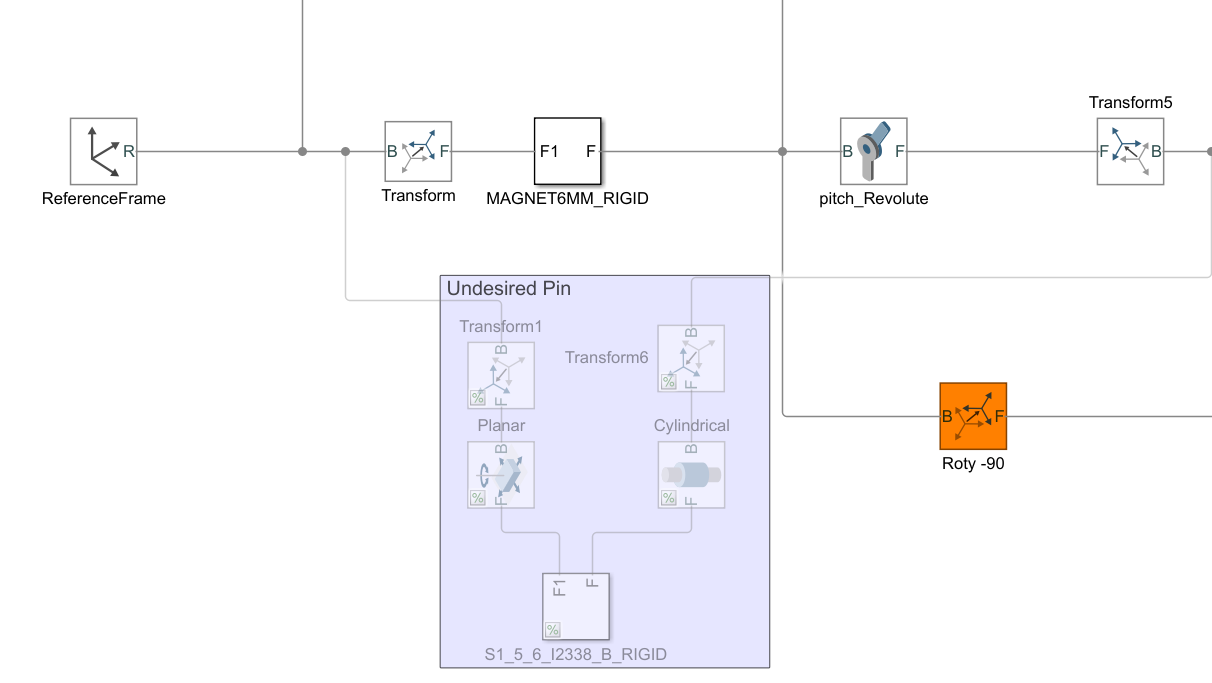 Transform5
R
B
F
F1
F
B
F
F
B
ReferenceFrame
Transform
MAGNET6MM_RIGID
pitch_Revolute
Undesired Pin
Transform1
B
F
%
Transform6
B
F
%
Planar
B
F
%
Cylindrical
B
F
%
B
F
Roty -90
F1
F
%
S1_5_6_I2338_B_RIGID